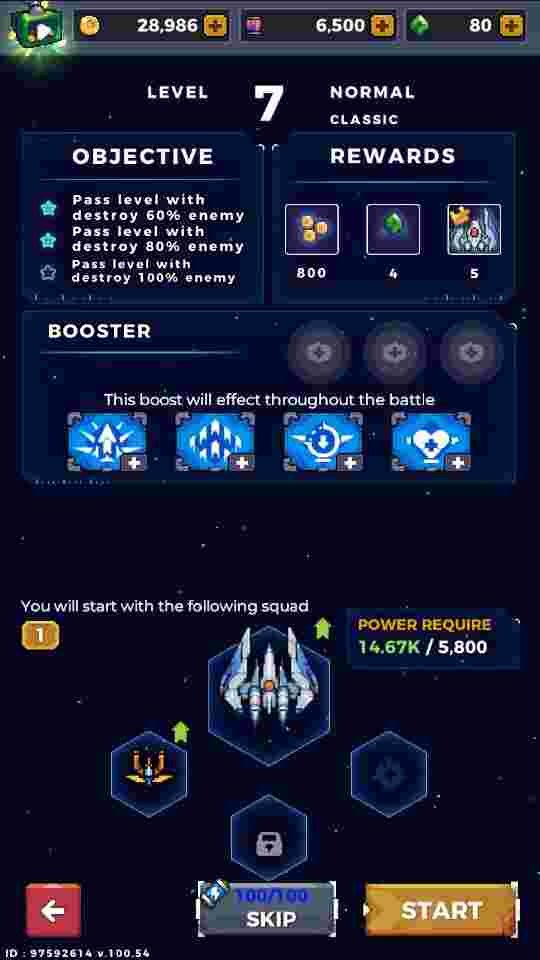 28,986 6,500 80
LEVEL 7 NORMAL
CLASSIC
OBJECTIVE
Pass level with
destroy 60% enemy
Pass level with
destroy 80% enemy
Pass level with
destroy 100% enemy
REWARDS
800 4 5
BOOSTER
This boost will effect throughout the battle
You will start with the following squad
1
POWER REQUIRE
14.67K / 5,800
100/100
SKIP
START
ID : 97592614 v.100.54